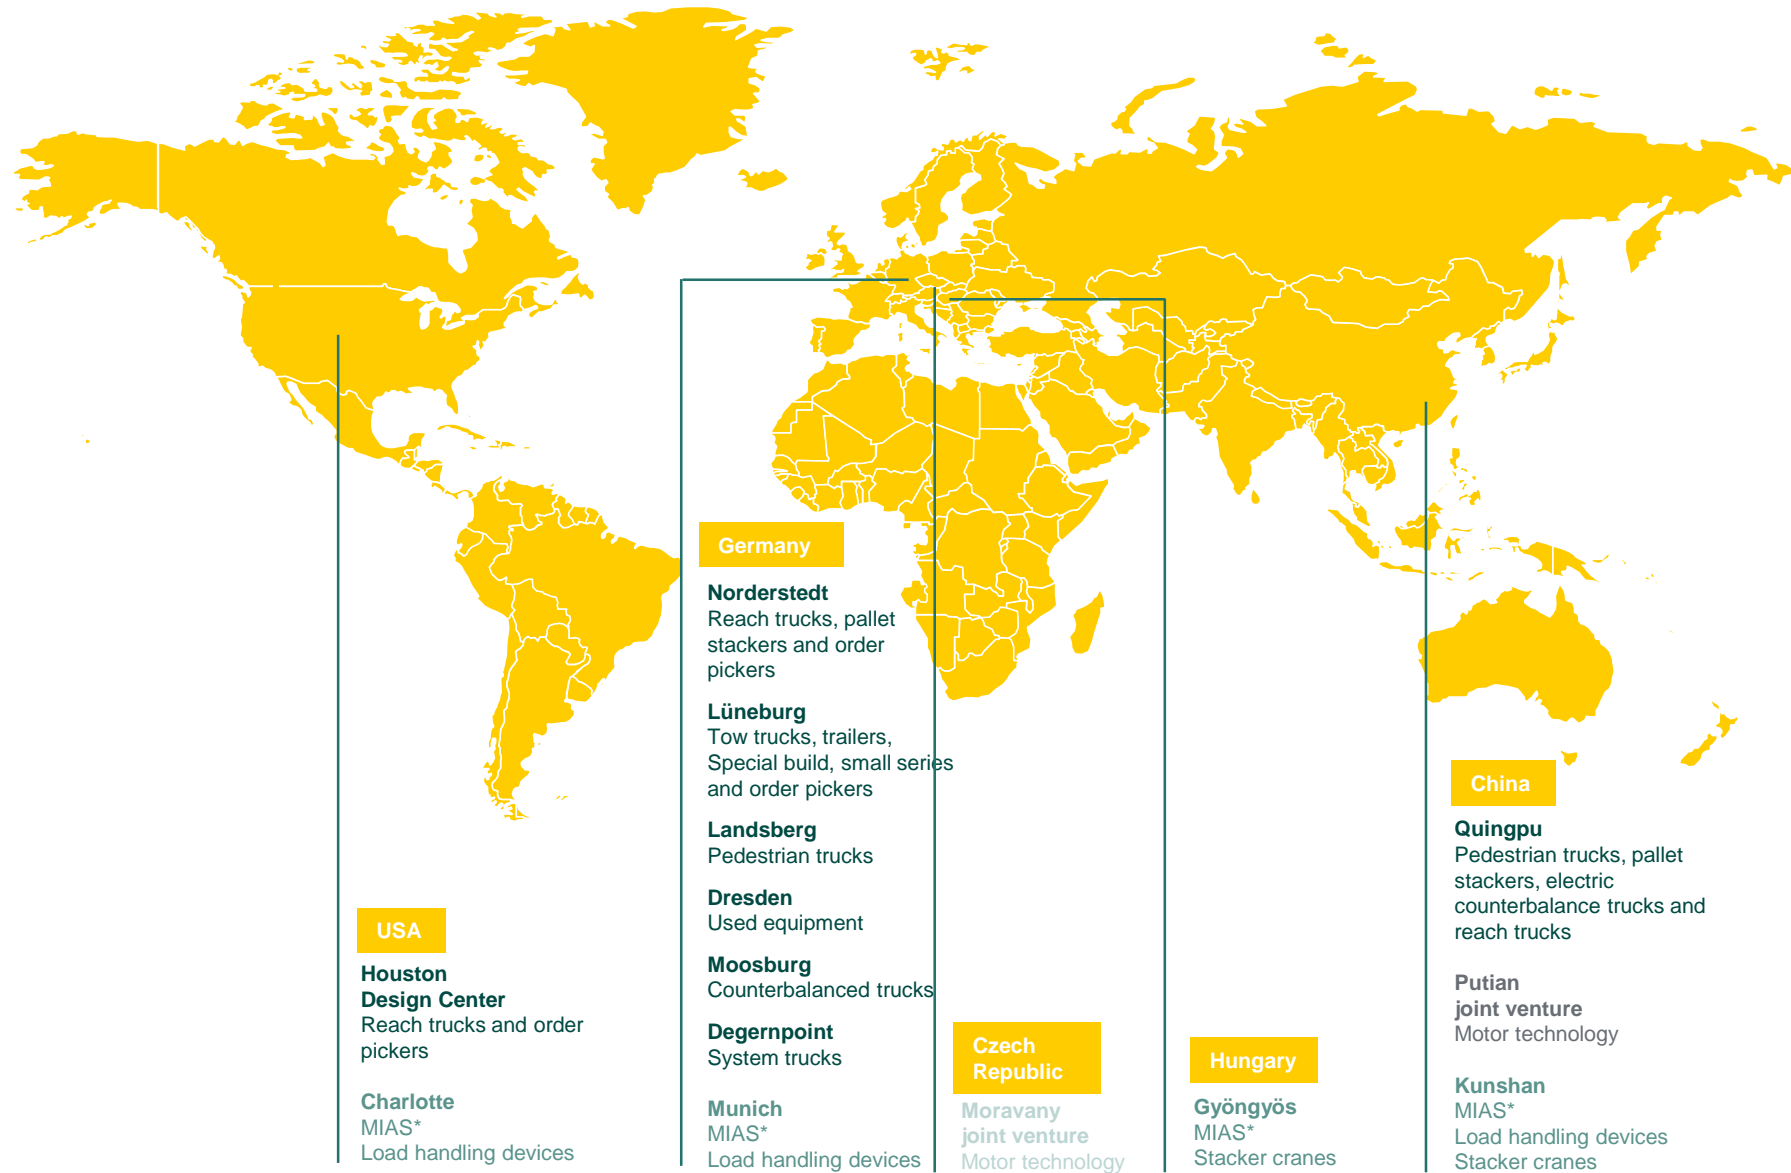 Germany
Norderstedt
Reach trucks, pallet
stackers and order
pickers
Lüneburg
Tow trucks, trailers,
Special build, small series
and order pickers
Landsberg
Pedestrian trucks
Dresden
Used equipment
Moosburg
Counterbalanced trucks
Degernpoint
System trucks
Munich
MIAS*
Load handling devices
USA
Houston
Design Center
Reach trucks and order
pickers
Charlotte
MIAS*
Load handling devices
Czech
Republic
Moravany
joint venture
Motor technology
Hungary
Gyöngyös
MIAS*
Stacker cranes
China
Quingpu
Pedestrian trucks, pallet
stackers, electric
counterbalance trucks and
reach trucks
Putian
joint venture
Motor technology
Kunshan
MIAS*
Load handling devices
Stacker cranes